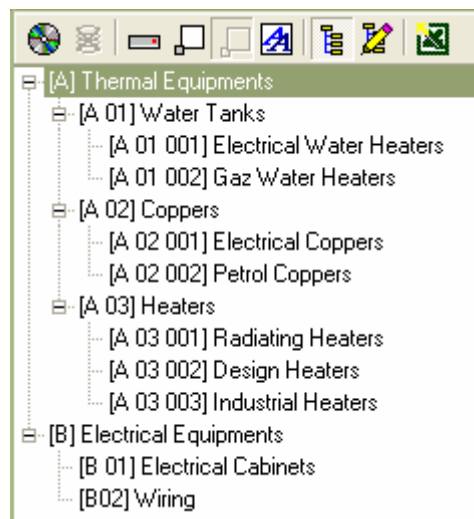 [A] Thermal Equipments
[A 01] Water Tanks
[A 01 001] Electrical Water Heaters
[A 01 002] Gaz Water Heaters
[A 02] Coppers
[A 02 001] Electrical Coppers
[A 02 002] Petrol Coppers
[A 03] Heaters
[A 03 001] Radiating Heaters
[A 03 002] Design Heaters
[A 03 003] Industrial Heaters
[B] Electrical Equipments
[B 01] Electrical Cabinets
[B02] Wiring